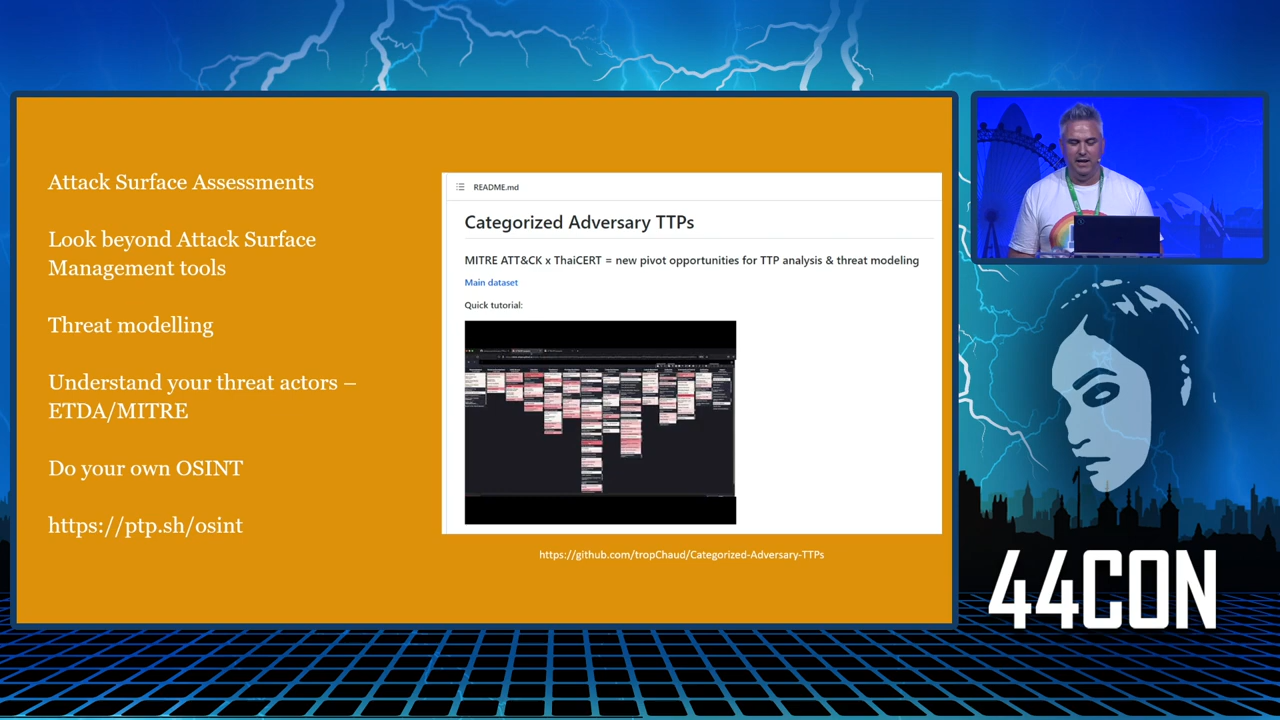 Attack Surface Assessments
Look beyond Attack Surface
Management tools
Threat modelling
Understand your threat actors –
ETDA/MITRE
Do your own OSINT
https://ptp.sh/osint
README.md
Categorized Adversary TTPs
MITRE ATT&CK x ThaiCERT = new pivot opportunities for TTP analysis & threat modeling
Main dataset
Quick tutorial:
https://github.com/tropChaud/Categorized-Adversary-TTPs
44CON